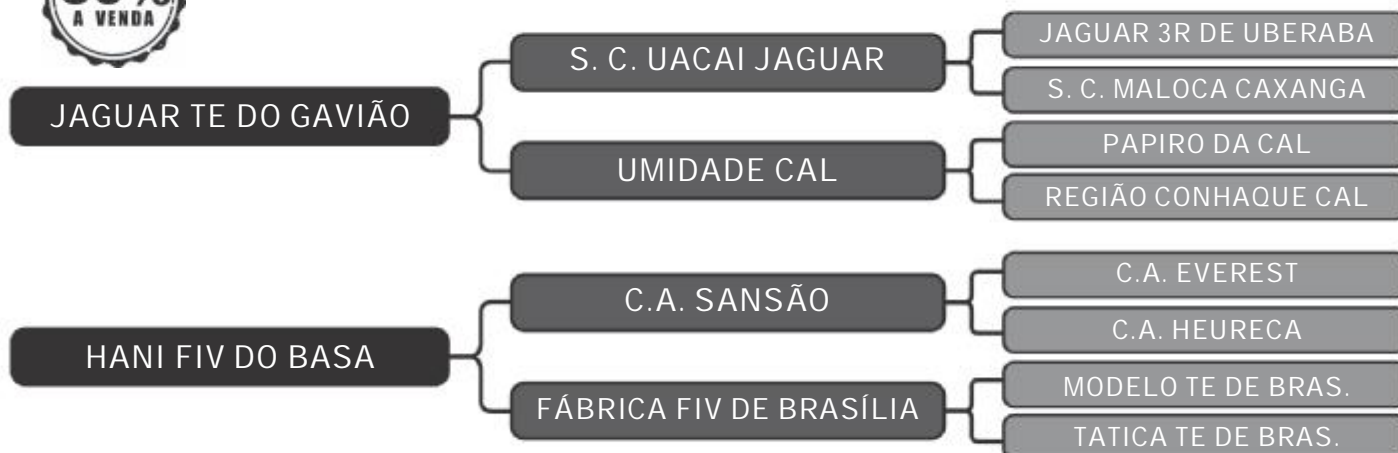 A VENDA
JAGUAR TE DO GAVIÃO
S. C. UACAI JAGUAR
JAGUAR 3R DE UBERABA
S. C. MALOCA CAXANGA
UMIDADE CAL
PAPIRO DA CAL
REGIÃO CONHAQUE CAL
HANI FIV DO BASA
C.A. SANSÃO
C.A. EVEREST
C.A. HEURECA
FÁBRICA FIV DE BRASÍLIA
MODELO TE DE BRAS.
TATICA TE DE BRAS.